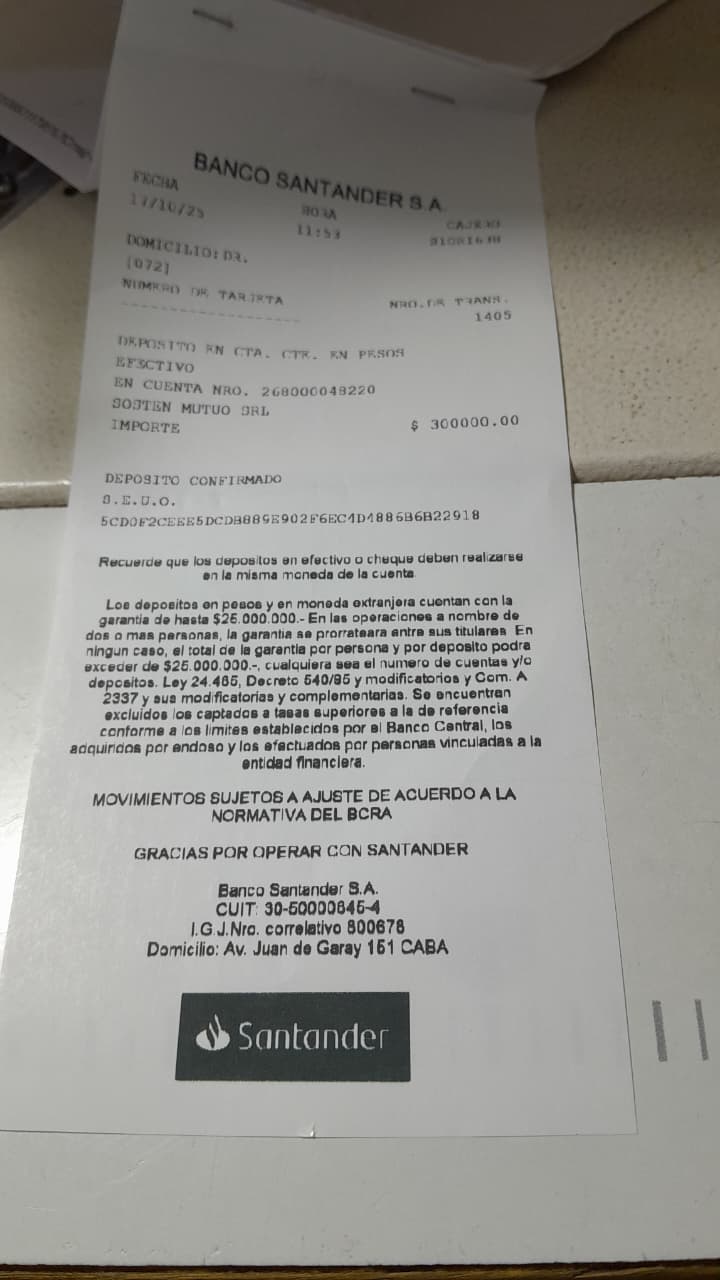 BANCO SANTANDER S.A.
FECHA HORA CAJERO
17/10/25 11:53
DOMICILIO: DR.
[072]
NUMERO DE TARJETA NRO. DE TRANS.
---------------------- 1405
DEPOSITO EN CTA. CTE. EN PESOS
EFECTIVO
EN CUENTA NRO. 268000048220
SOSTEN MUTUO SRL
IMPORTE $ 300000.00
DEPOSITO CONFIRMADO
S.E.U.O.
Recuerde que los depositos en efectivo o cheque deben realizarse
en la misma moneda de la cuenta.
Los depositos en pesos y en moneda extranjera cuentan con la
garantia de hasta $25.000.000.- En las operaciones a nombre de
dos o mas personas, la garantia se prorrateara entre sus titulares. En
ningun caso, el total de la garantia por persona y por deposito podra
exceder de $25.000.000.-, cualquiera sea el numero de cuentas y/o
depositos. Ley 24.485, Decreto 540/95 y modificatorios y Com. A
2337 y sus modificatorias y complementarias. Se encuentran
excluidos los captados a tasas superiores a la de referencia
conforme a los limites establecidos por el Banco Central, los
adquiridos por endoso y los efectuados por personas vinculadas a la
entidad financiera.
MOVIMIENTOS SUJETOS A AJUSTE DE ACUERDO A LA
NORMATIVA DEL BCRA
GRACIAS POR OPERAR CON SANTANDER
Banco Santander S.A.
CUIT: 30-50000845-4
I.G.J.Nro. correlativo 800678
Domicilio: Av. Juan de Garay 151 CABA
Santander